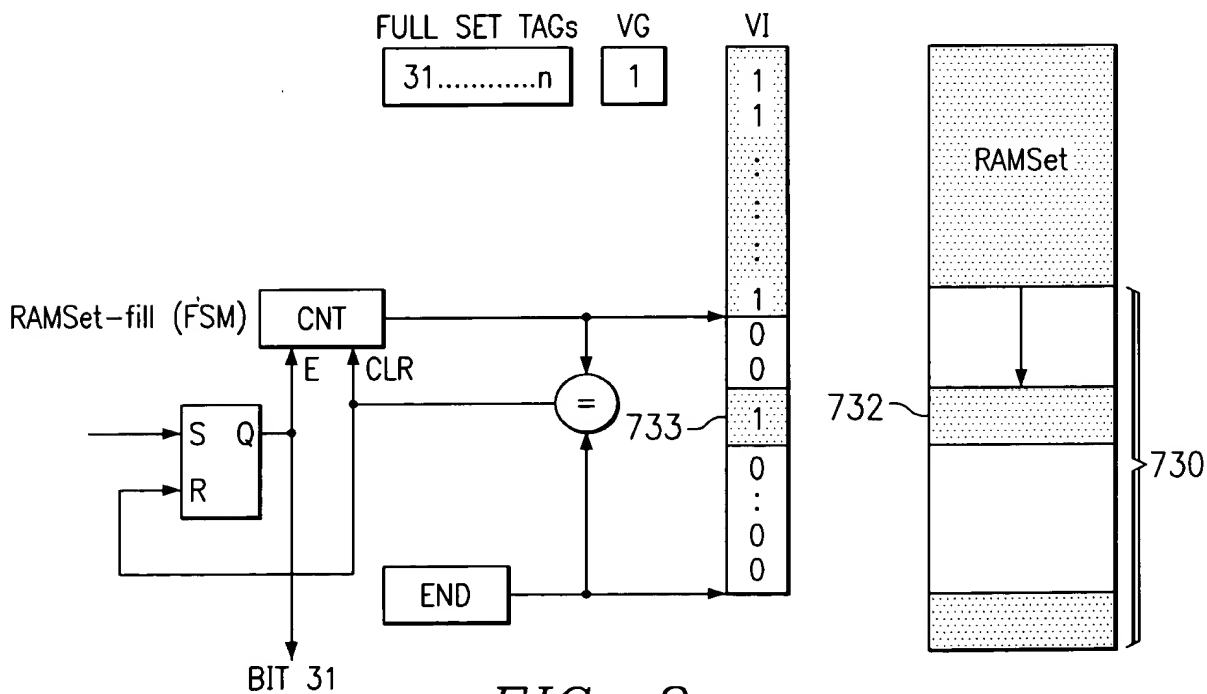 FULL SET TAGs VG VI
31............n 1
1
1
.
.
.
.
1
0
0
1
0
:
0
0
RAMSet
RAMSet-fill (FSM) CNT
E CLR
=
S Q
R
732
733
730
END
BIT 31